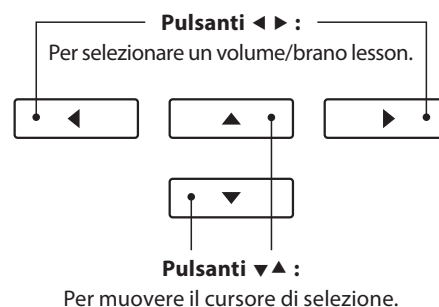 Pulsanti ◀ ▶ :
Per selezionare un volume/brano lesson.
Pulsanti ▼▲ :
Per muovere il cursore di selezione.